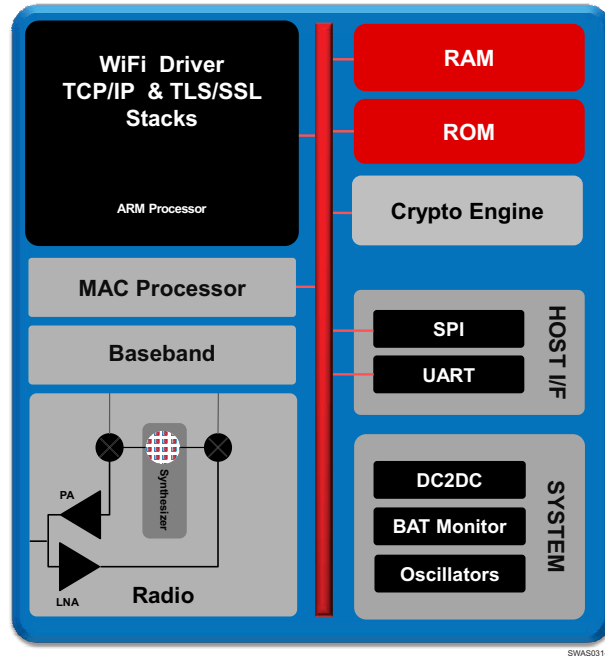 WiFi Driver
TCP/IP & TLS/SSL
Stacks
ARM Processor
MAC Processor
Baseband
PA
Synthesizer
LNA
Radio
RAM
ROM
Crypto Engine
SPI
UART
HOST I/F
DC2DC
BAT Monitor
Oscillators
SYSTEM
SWAS031